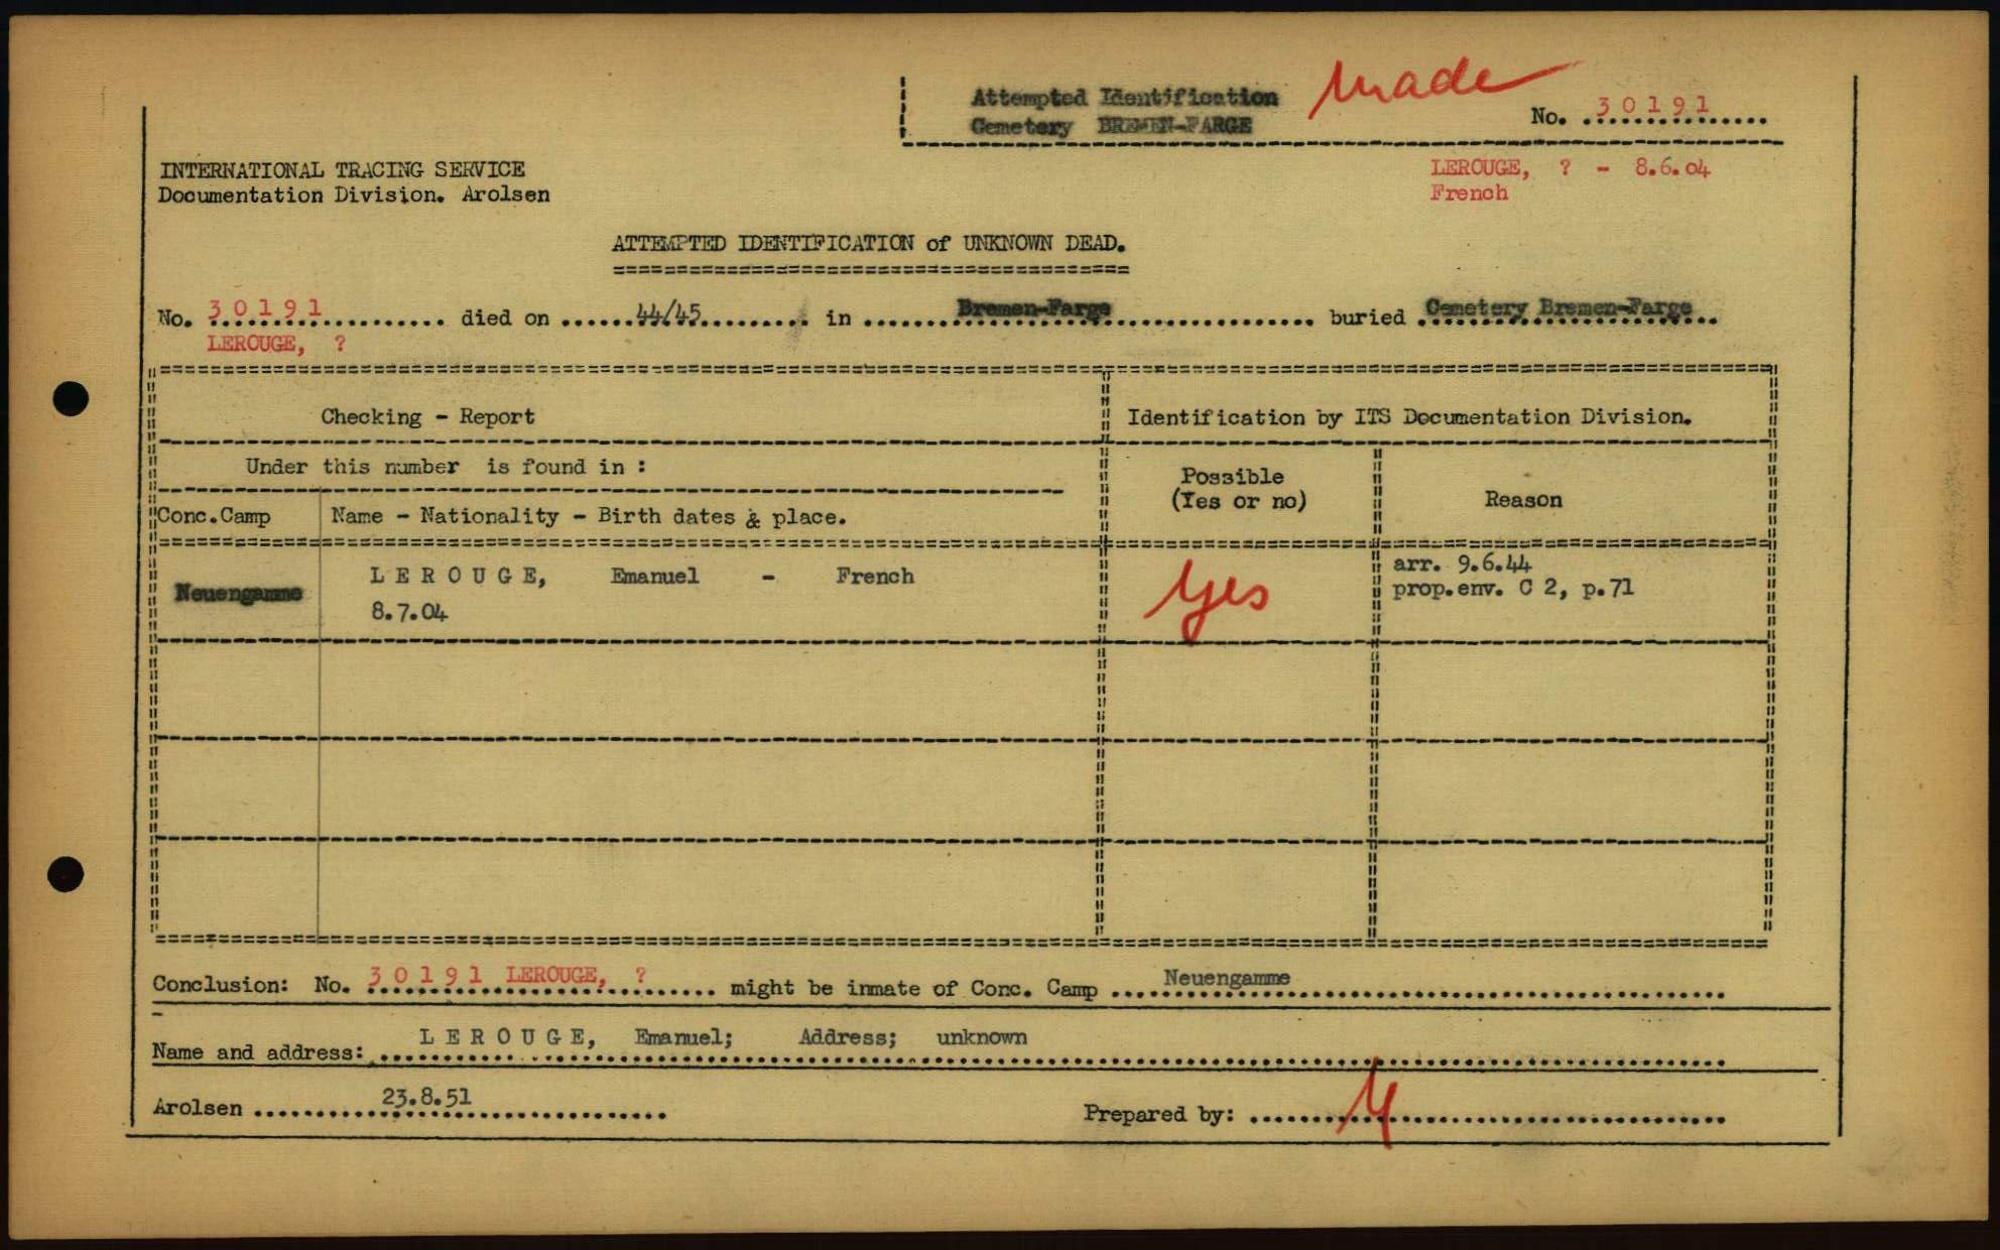 Attempted Identification
Cemetery BREMEN-FARGE
made
No. 30191
LEROUGE, ? - 8.6.04
French
INTERNATIONAL TRACING SERVICE
Documentation Division. Arolsen
ATTEMPTED IDENTIFICATION of UNKNOWN DEAD.
No. 30191 died on 44/45 in Bremen-Farge buried Cemetery Bremen-Farge
LEROUGE, ?
Checking - Report
Identification by ITS Documentation Division.
Under this number is found in :
Possible
(Yes or no)
Reason
Conc.Camp
Name - Nationality - Birth dates & place.
Neuengamme
L E R O U G E, Emanuel - French
8.7.04
Yes
arr. 9.6.44
prop.env. C 2, p.71
Conclusion: No. 30191 LEROUGE, ? might be inmate of Conc. Camp Neuengamme
Name and address: L E R O U G E, Emanuel; Address; unknown
Arolsen 23.8.51
Prepared by: